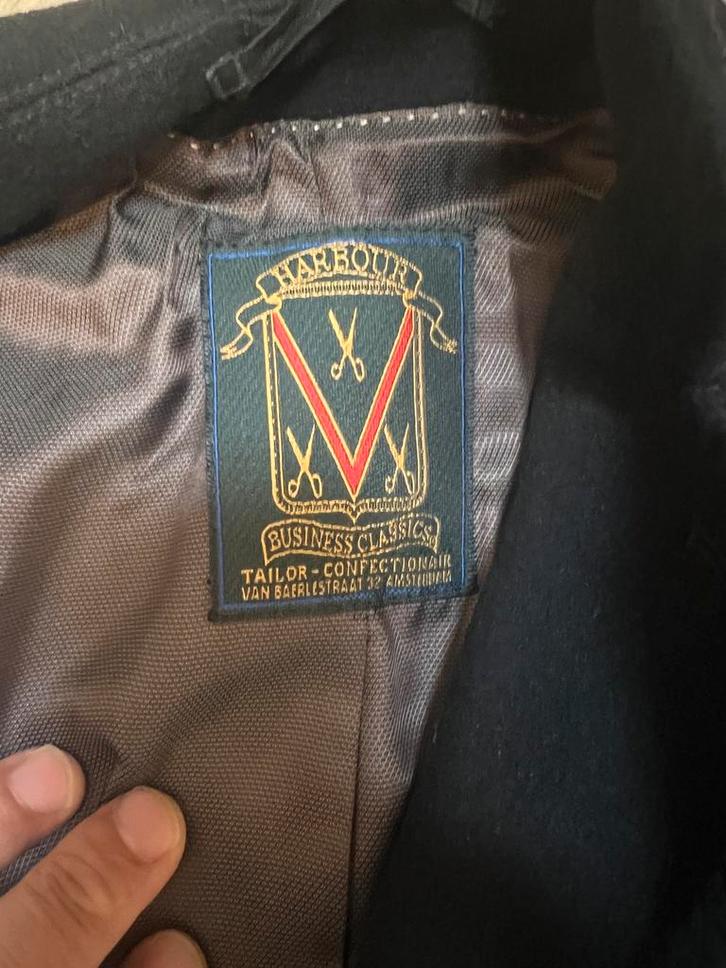 HARBOUR
BUSINESS CLASSICS
TAILOR - CONFECTIONAIR
VAN BAERLESTRAAT 32 AMSTERDAM